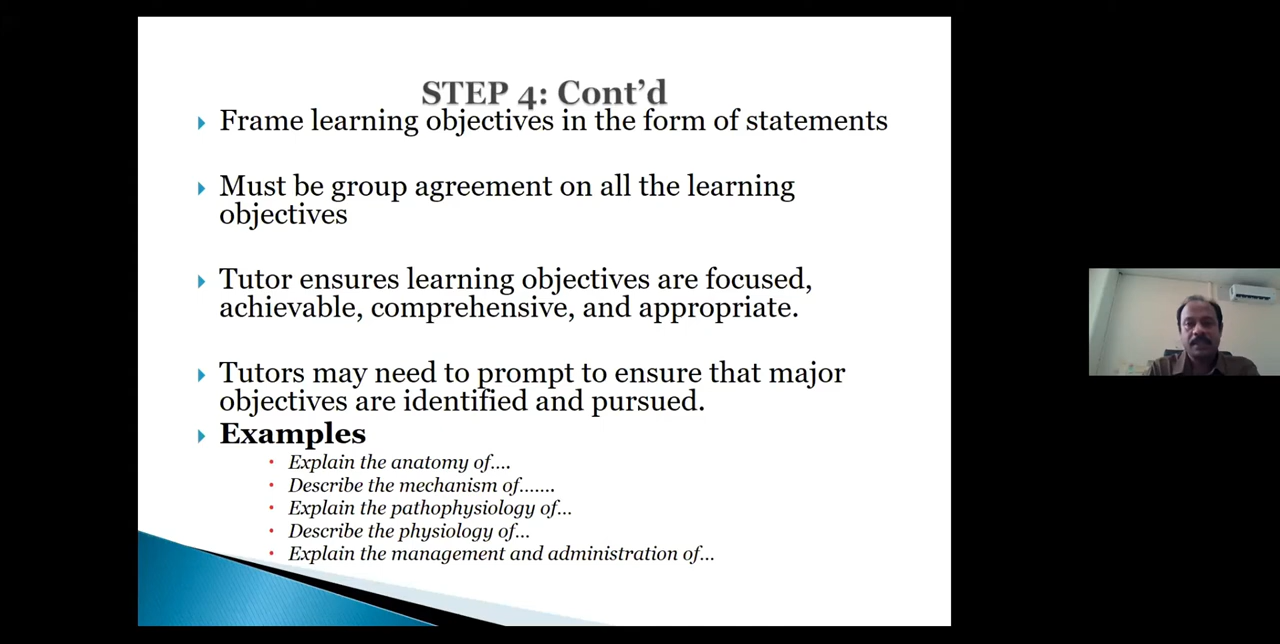 STEP 4: Cont'd
Frame learning objectives in the form of statements
Must be group agreement on all the learning
objectives
Tutor ensures learning objectives are focused,
achievable, comprehensive, and appropriate.
Tutors may need to prompt to ensure that major
objectives are identified and pursued.
Examples
Explain the anatomy of....
Describe the mechanism of.......
Explain the pathophysiology of...
Describe the physiology of...
Explain the management and administration of...